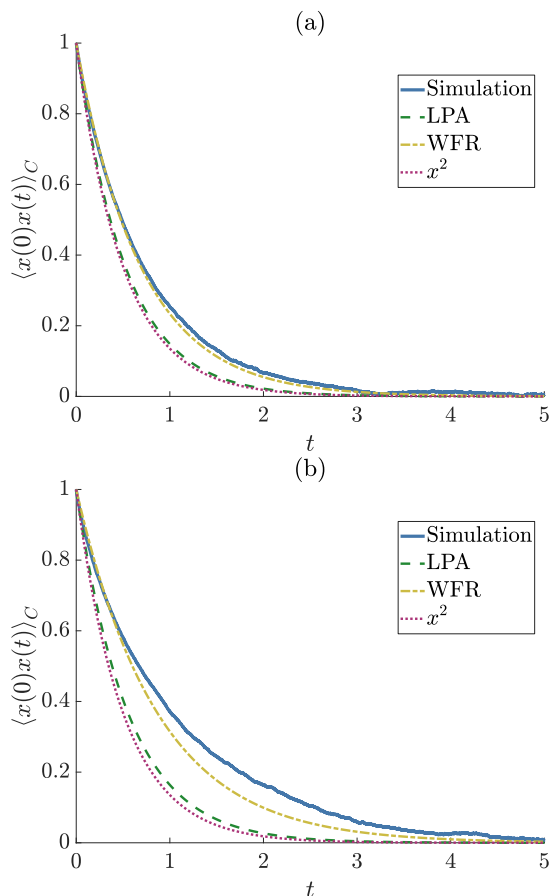 (a)
1
0.8
0.6
0.4
0.2
0
⟨x(0)x(t)⟩_C
Simulation
LPA
WFR
x²
0 1 2 3 4 5
t
(b)
1
0.8
0.6
0.4
0.2
0
⟨x(0)x(t)⟩_C
Simulation
LPA
WFR
x²
0 1 2 3 4 5
t